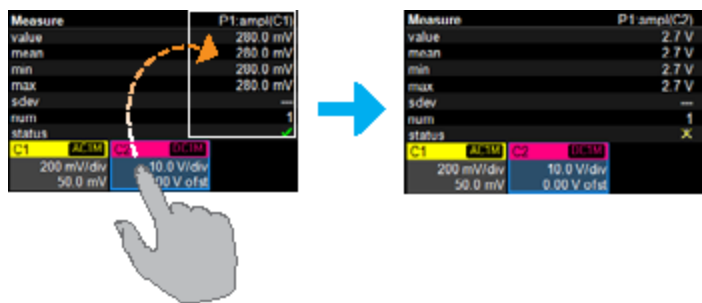 Measure P1:ampl(C1)
value 280.0 mV
mean 280.0 mV
min 280.0 mV
max 280.0 mV
sdev ---
num 1
status
C1 AC1M C2 DC1M
200 mV/div 10.0 V/div
50.0 mV V ofst
Measure P1:ampl(C2)
value 2.7 V
mean 2.7 V
min 2.7 V
max 2.7 V
sdev ---
num 1
status
C1 AC1M C2 DC1M
200 mV/div 10.0 V/div
50.0 mV 0.00 V ofst